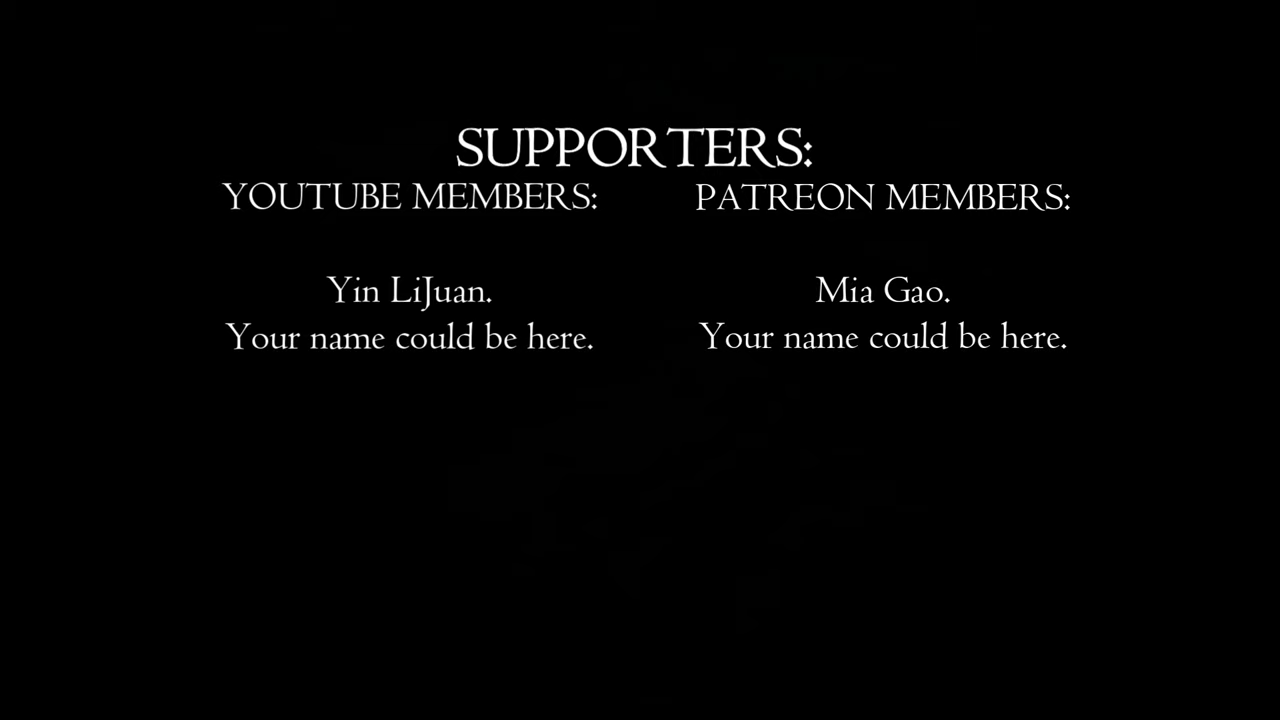 SUPPORTERS:
YOUTUBE MEMBERS:
Yin LiJuan.
Your name could be here.
PATREON MEMBERS:
Mia Gao.
Your name could be here.